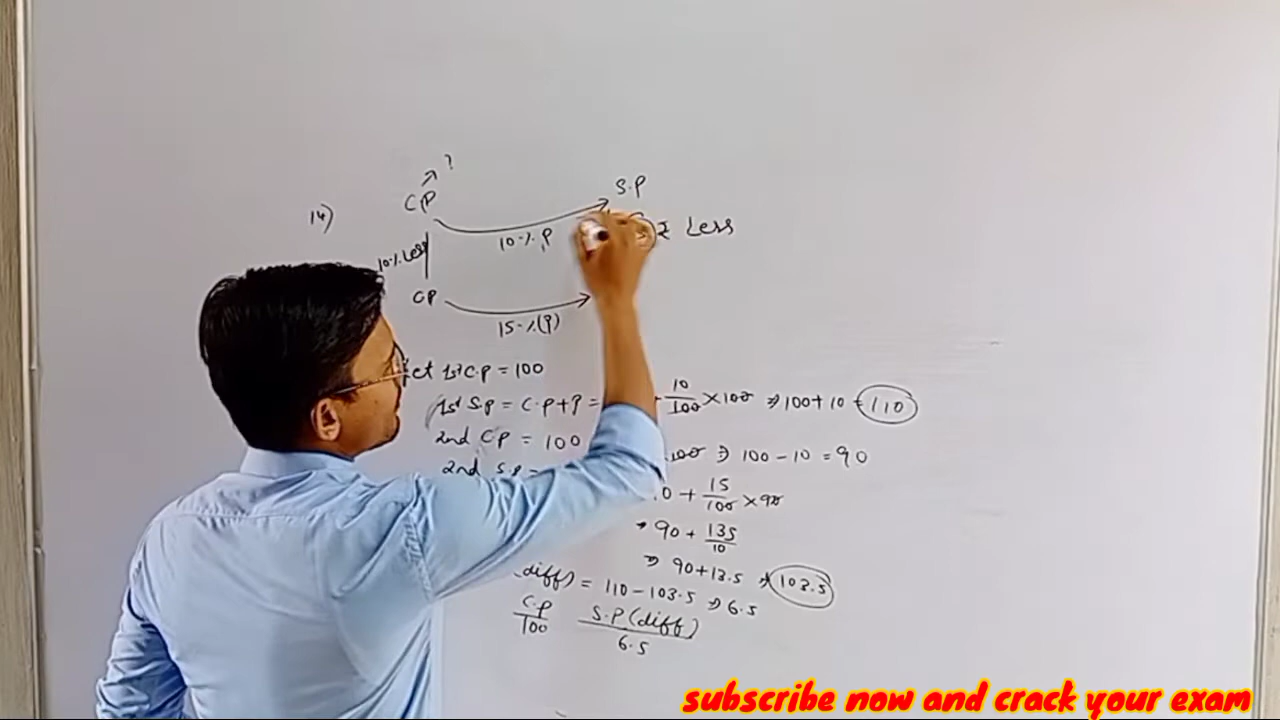 ?
C.P
S.P
14)
10% P
₹ Less
10% Less
CP
15% (P)
Let 1st C.P = 100
1st S.P = C.P + P =
10/100 × 100 ⇒ 100 + 10 = 110
2nd CP = 100
100 ⇒ 100 - 10 = 90
2nd S.P =
0 + 15/100 × 90
⇒ 90 + 135/10
⇒ 90 + 13.5 ⇒ 103.5
diff) = 110 - 103.5 ⇒ 6.5
C.P S.P (diff)
100 6.5
subscribe now and crack your exam